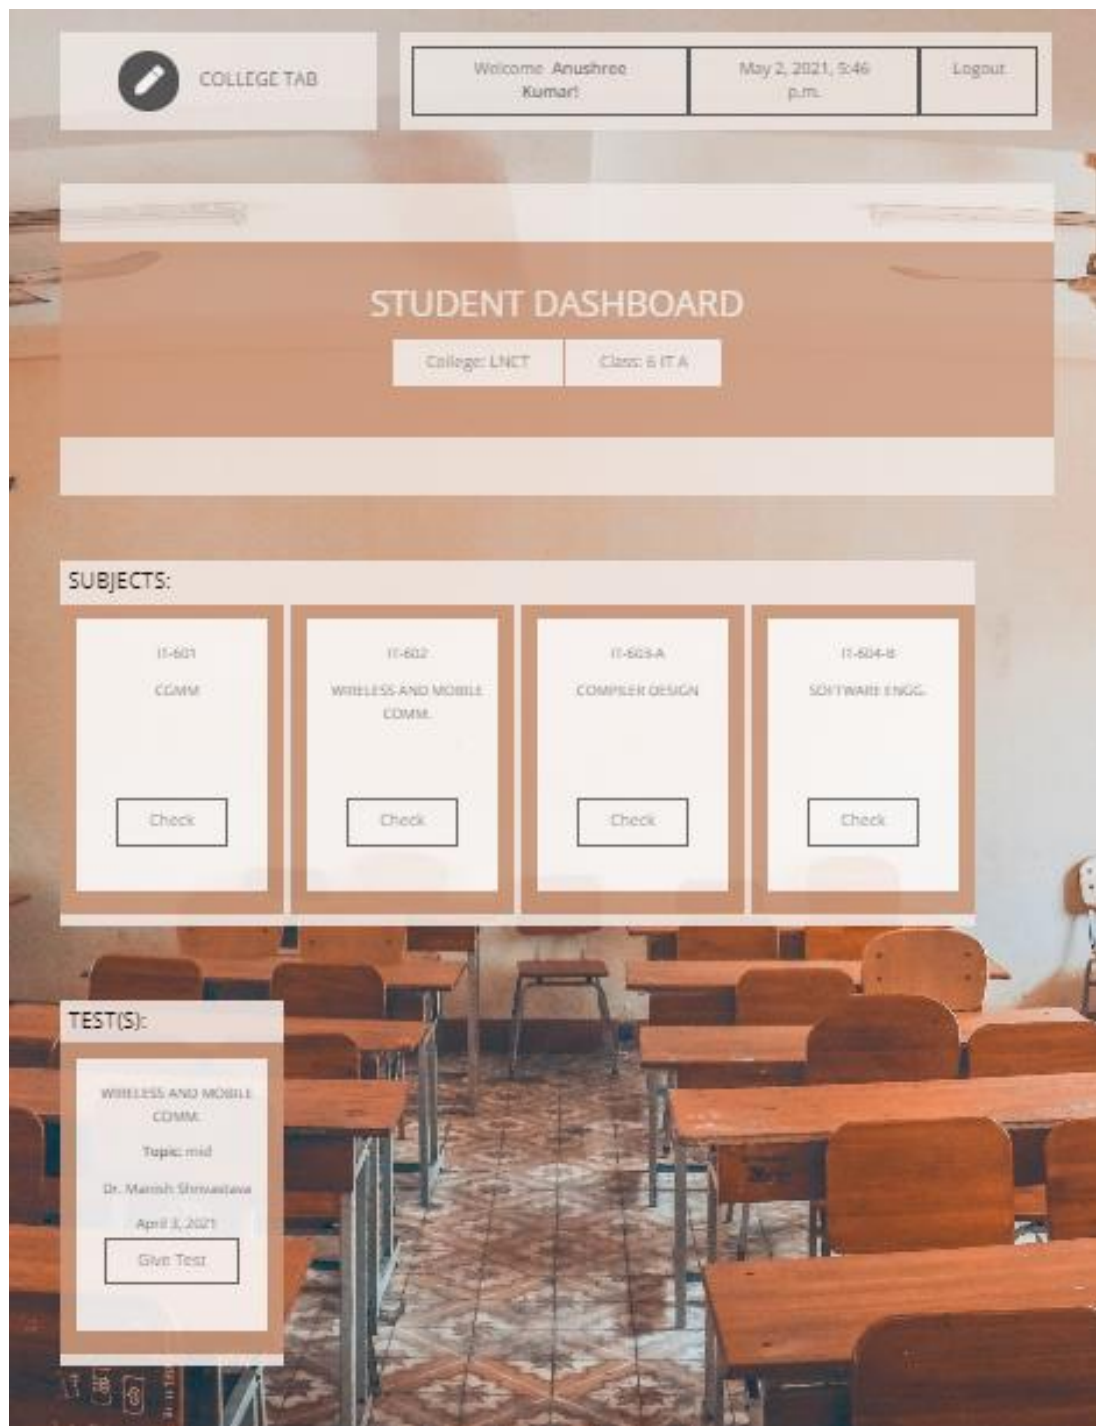 COLLEGE TAB
Welcome Anushree
Kumar!
May 2, 2021, 5:46
p.m.
Logout
STUDENT DASHBOARD
College: LNCT
Class: 6 IT A
SUBJECTS:
IT-601
CGMM
Check
IT-602
WIRELESS AND MOBILE
COMM.
Check
IT-603-A
COMPILER DESIGN
Check
IT-604-B
SOFTWARE ENGG.
Check
TEST(S):
WIRELESS AND MOBILE
COMM.
Topic: mid
Dr. Manish Shrivastava
April 3, 2021
Give Test